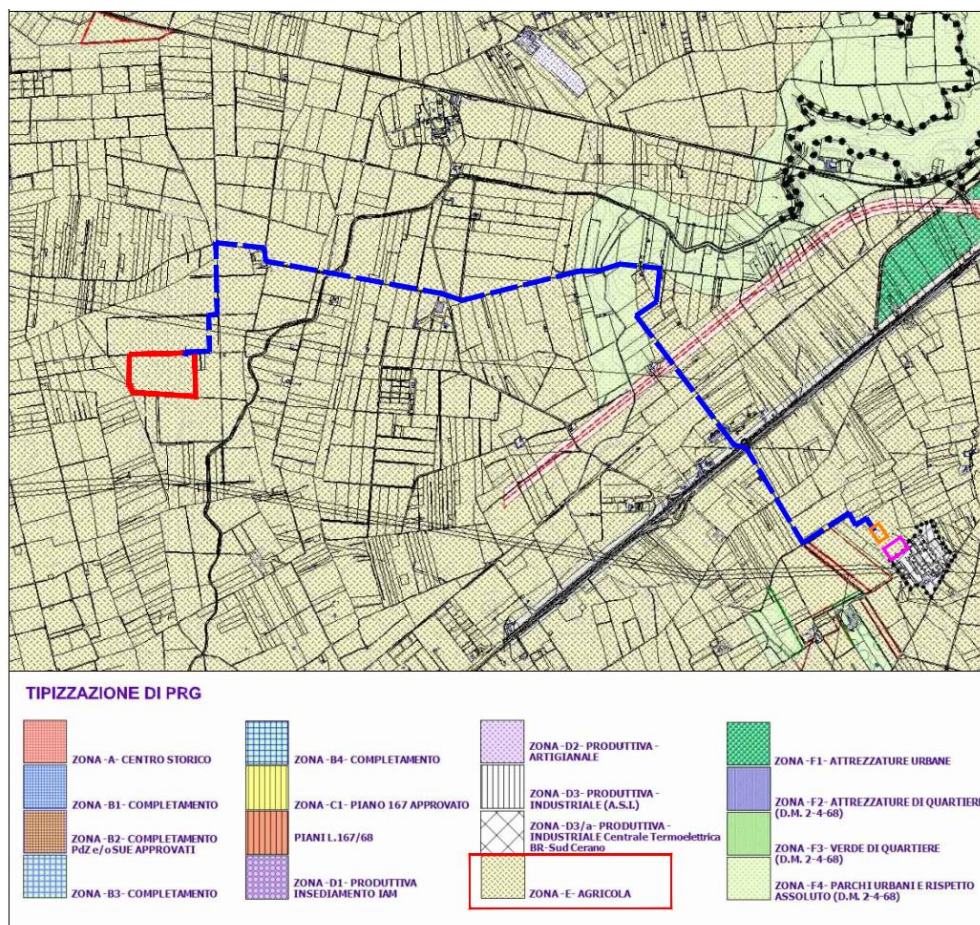 TIPIZZAZIONE DI PRG
ZONA -A- CENTRO STORICO
ZONA -B1- COMPLETAMENTO
ZONA -B2- COMPLETAMENTO
PdZ e/o SUE APPROVATI
ZONA -B3- COMPLETAMENTO
ZONA -B4- COMPLETAMENTO
ZONA -C1- PIANO 167 APPROVATO
PIANI L.167/68
ZONA -D1- PRODUTTIVA
INSEDIAMENTO IAM
ZONA -D2- PRODUTTIVA -
ARTIGIANALE
ZONA -D3- PRODUTTIVA -
INDUSTRIALE (A.S.I.)
ZONA -D3/a- PRODUTTIVA -
INDUSTRIALE Centrale Termoelettrica
BR-Sud Cerano
ZONA -E- AGRICOLA
ZONA -F1- ATTREZZATURE URBANE
ZONA -F2- ATTREZZATURE DI QUARTIERE
(D.M. 2-4-68)
ZONA -F3- VERDE DI QUARTIERE
(D.M. 2-4-68)
ZONA -F4- PARCHI URBANI E RISPETTO
ASSOLUTO (D.M. 2-4-68)